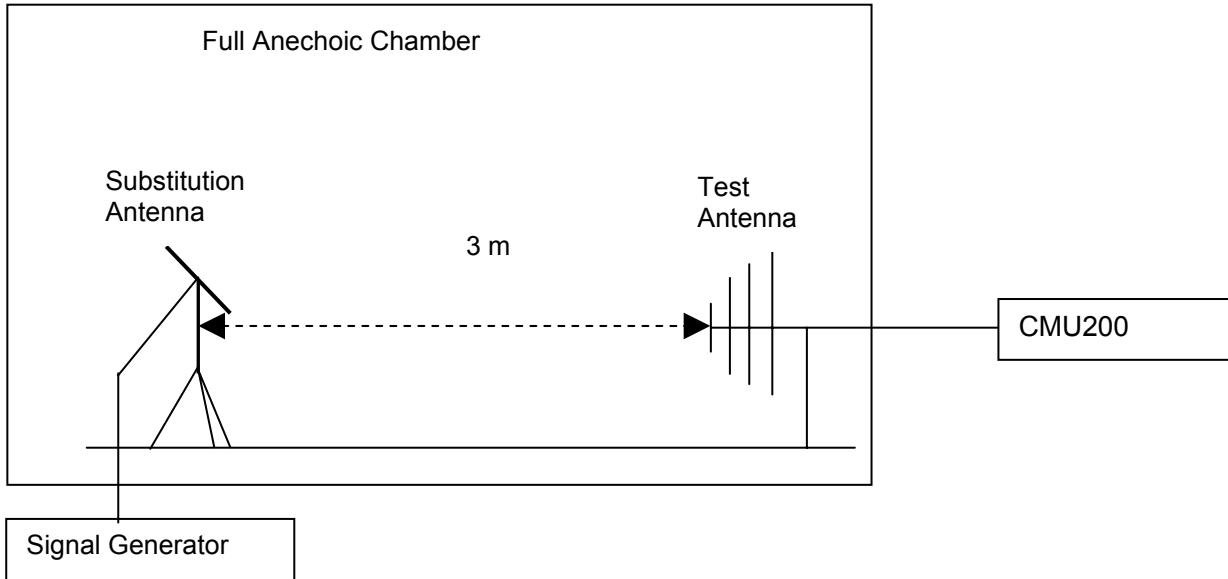 Full Anechoic Chamber
Substitution
Antenna
Test
Antenna
3 m
CMU200
Signal Generator